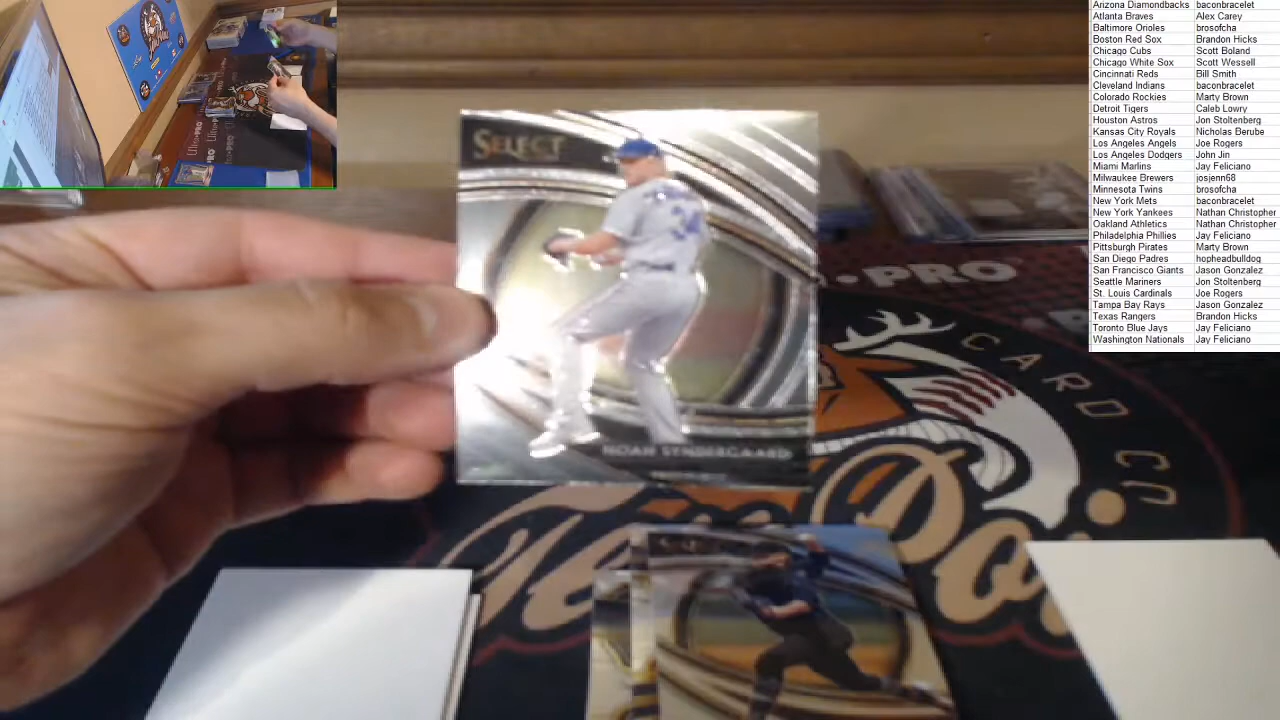 Arizona Diamondbacks baconbracelet
Atlanta Braves Alex Carey
Baltimore Orioles brosofcha
Boston Red Sox Brandon Hicks
Chicago Cubs Scott Boland
Chicago White Sox Scott Wessell
Cincinnati Reds Bill Smith
Cleveland Indians baconbracelet
Colorado Rockies Marty Brown
Detroit Tigers Caleb Lowry
Houston Astros Jon Stoltenberg
Kansas City Royals Nicholas Berube
Los Angeles Angels Joe Rogers
Los Angeles Dodgers John Jin
Miami Marlins Jay Feliciano
Milwaukee Brewers josjenn68
Minnesota Twins brosofcha
New York Mets baconbracelet
New York Yankees Nathan Christopher
Oakland Athletics Nathan Christopher
Philadelphia Phillies Jay Feliciano
Pittsburgh Pirates Marty Brown
San Diego Padres hopheadbulldog
San Francisco Giants Jason Gonzalez
Seattle Mariners Jon Stoltenberg
St. Louis Cardinals Joe Rogers
Tampa Bay Rays Jason Gonzalez
Texas Rangers Brandon Hicks
Toronto Blue Jays Jay Feliciano
Washington Nationals Jay Feliciano
SELECT
34
NOAH SYNDERGAARD
PRO
CARD CO
SELECT